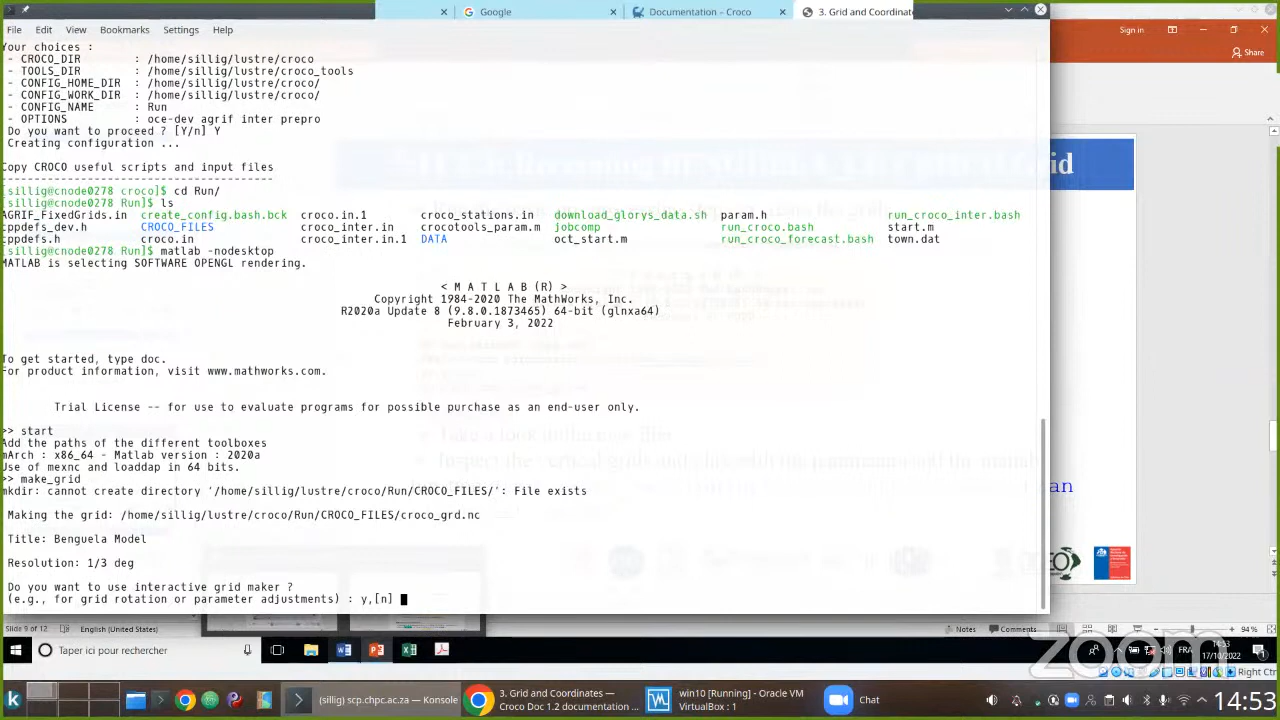 Google
Documentation – Croco
3. Grid and Coordinate
File Edit View Bookmarks Settings Help
Sign in
Share
Your choices :
- CROCO_DIR : /home/sillig/lustre/croco
- TOOLS_DIR : /home/sillig/lustre/croco_tools
- CONFIG_HOME_DIR : /home/sillig/lustre/croco/
- CONFIG_WORK_DIR : /home/sillig/lustre/croco/
- CONFIG_NAME : Run
- OPTIONS : oce-dev agrif inter prepro
Do you want to proceed ? [Y/n] Y
Creating configuration ...
Copy CROCO useful scripts and input files
------------------------------------------
[sillig@cnode0278 croco]$ cd Run/
[sillig@cnode0278 Run]$ ls
AGRIF_FixedGrids.in create_config.bash.bck croco.in.1 croco_stations.in download_glorys_data.sh param.h run_croco_inter.bash
cppdefs_dev.h CROCO_FILES croco_inter.in crocotools_param.m jobcomp run_croco.bash start.m
cppdefs.h croco.in croco_inter.in.1 DATA oct_start.m run_croco_forecast.bash town.dat
[sillig@cnode0278 Run]$ matlab -nodesktop
MATLAB is selecting SOFTWARE OPENGL rendering.
< M A T L A B (R) >
Copyright 1984-2020 The MathWorks, Inc.
R2020a Update 8 (9.8.0.1873465) 64-bit (glnxa64)
February 3, 2022
To get started, type doc.
For product information, visit www.mathworks.com.
Trial License -- for use to evaluate programs for possible purchase as an end-user only.
>> start
Add the paths of the different toolboxes
mArch : x86_64 - Matlab version : 2020a
Use of mexnc and loaddap in 64 bits.
>> make_grid
mkdir: cannot create directory '/home/sillig/lustre/croco/Run/CROCO_FILES/': File exists
Making the grid: /home/sillig/lustre/croco/Run/CROCO_FILES/croco_grd.nc
Title: Benguela Model
Resolution: 1/3 deg
Do you want to use interactive grid maker ?
(e.g., for grid rotation or parameter adjustments) : y,[n]
Slide 9 of 12 English (United States) Notes Comments 94 %
Taper ici pour rechercher
FRA 14:53
17/10/2022
Right Ctr
zoom
(sillig) scp.chpc.ac.za — Konsole
3. Grid and Coordinates —
Croco Doc 1.2 documentation ...
win10 [Running] - Oracle VM
VirtualBox : 1
Chat
14:53